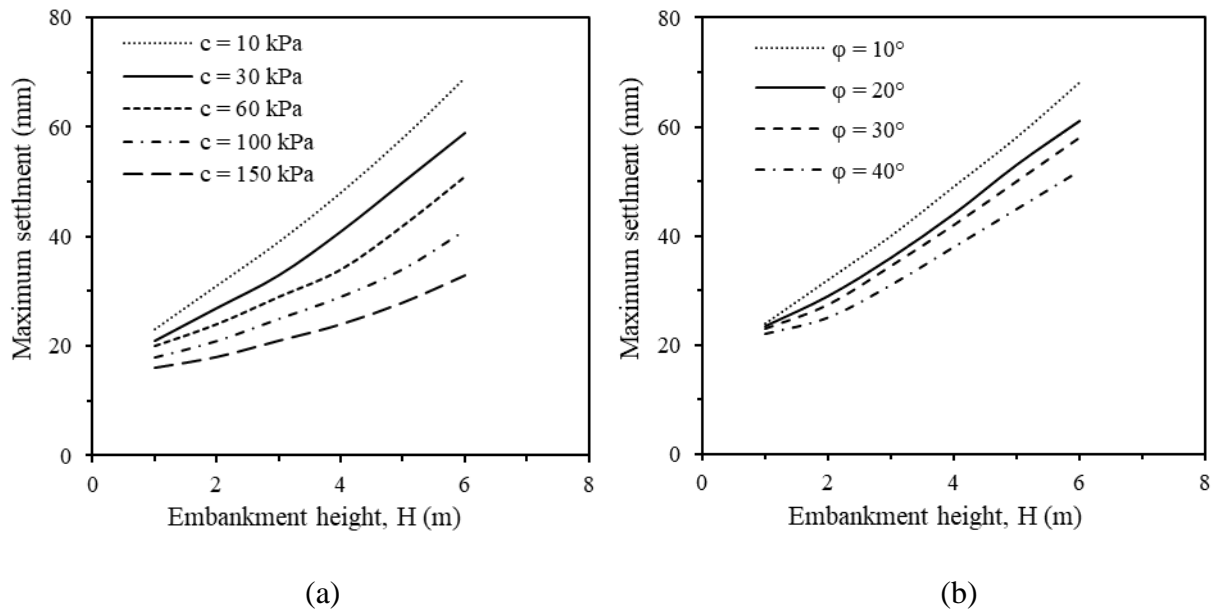 80
60
40
20
0
Maximum settlment (mm)
c = 10 kPa
c = 30 kPa
c = 60 kPa
c = 100 kPa
c = 150 kPa
0 2 4 6 8
Embankment height, H (m)
(a)
80
60
40
20
0
Maximum settlment (mm)
φ = 10°
φ = 20°
φ = 30°
φ = 40°
0 2 4 6 8
Embankment height, H (m)
(b)